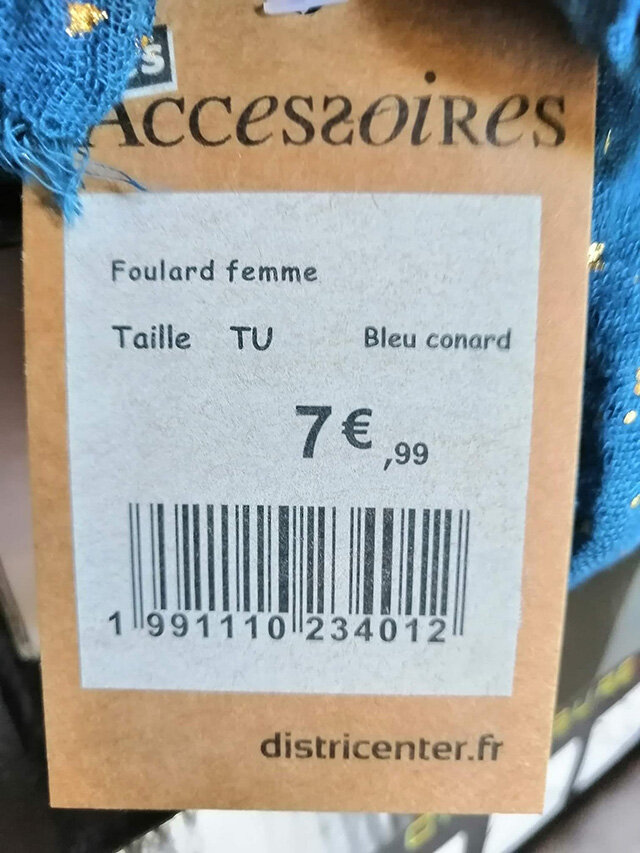 Accessoires
Foulard femme
Taille TU Bleu conard
7€,99
1 991110 234012
districenter.fr